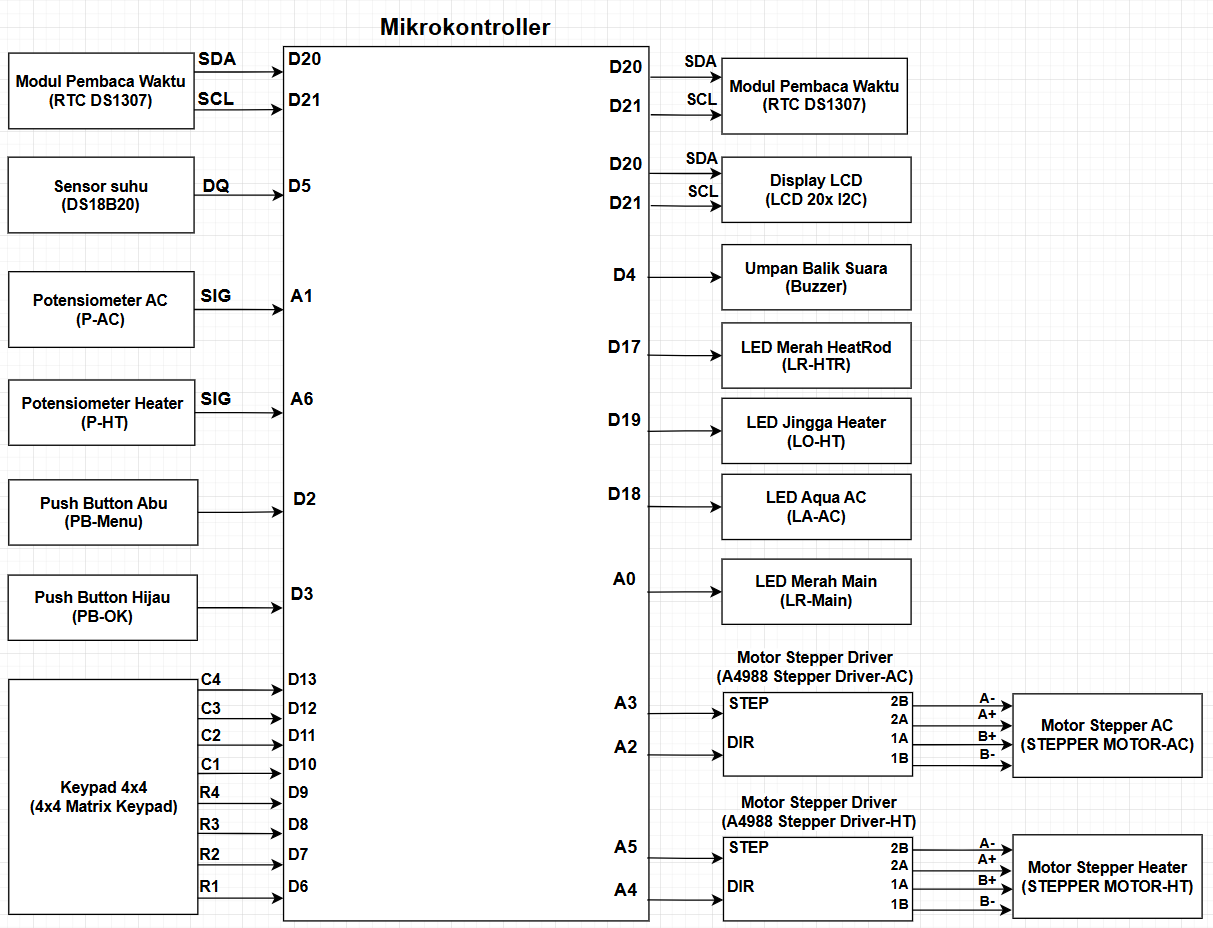 Mikrokontroller
Modul Pembaca Waktu
(RTC DS1307)
SDA
D20
SCL
D21
Sensor suhu
(DS18B20)
DQ
D5
Potensiometer AC
(P-AC)
SIG
A1
Potensiometer Heater
(P-HT)
SIG
A6
Push Button Abu
(PB-Menu)
D2
Push Button Hijau
(PB-OK)
D3
Keypad 4x4
(4x4 Matrix Keypad)
C4
D13
C3
D12
C2
D11
C1
D10
R4
D9
R3
D8
R2
D7
R1
D6
D20
SDA
D21
SCL
Modul Pembaca Waktu
(RTC DS1307)
D20
SDA
D21
SCL
Display LCD
(LCD 20x I2C)
D4
Umpan Balik Suara
(Buzzer)
D17
LED Merah HeatRod
(LR-HTR)
D19
LED Jingga Heater
(LO-HT)
D18
LED Aqua AC
(LA-AC)
A0
LED Merah Main
(LR-Main)
Motor Stepper Driver
(A4988 Stepper Driver-AC)
A3
STEP
A2
DIR
2B
A-
2A
A+
1A
B+
1B
B-
Motor Stepper AC
(STEPPER MOTOR-AC)
Motor Stepper Driver
(A4988 Stepper Driver-HT)
A5
STEP
A4
DIR
2B
A-
2A
A+
1A
B+
1B
B-
Motor Stepper Heater
(STEPPER MOTOR-HT)